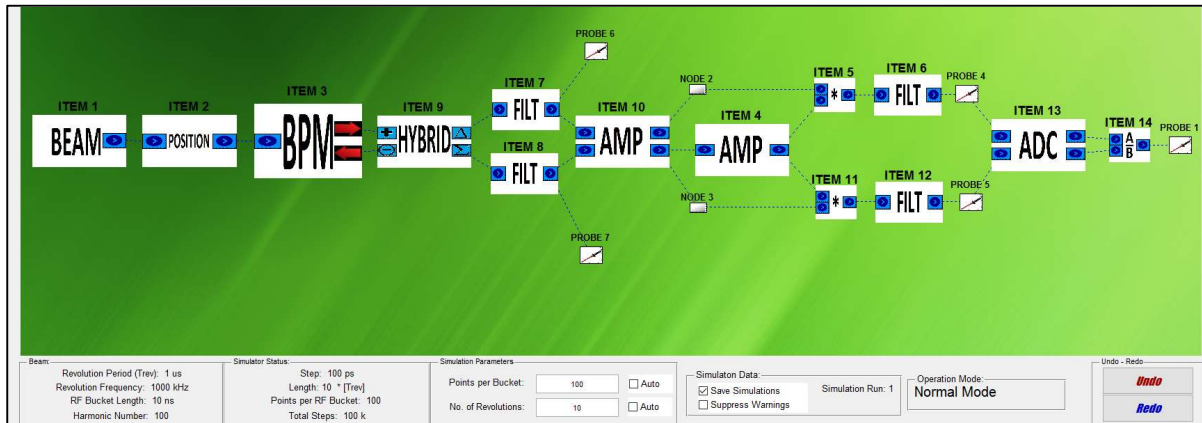 PROBE 6
ITEM 7
FILT
NODE 2
ITEM 5
*
ITEM 6
FILT
PROBE 4
ITEM 1
BEAM
ITEM 2
POSITION
ITEM 3
BPM
ITEM 9
+
HYBRID
Δ
Σ
ITEM 10
AMP
ITEM 4
AMP
ITEM 13
ADC
ITEM 14
A
B
PROBE 1
ITEM 8
FILT
NODE 3
ITEM 11
*
ITEM 12
FILT
PROBE 5
PROBE 7
Beam:
Revolution Period (Trev): 1 us
Revolution Frequency: 1000 kHz
RF Bucket Length: 10 ns
Harmonic Number: 100
Simulator Status:
Step: 100 ps
Length: 10 * [Trev]
Points per RF Bucket: 100
Total Steps: 100 k
Simulation Parameters
Points per Bucket: 100 Auto
No. of Revolutions: 10 Auto
Simulaton Data:
Save Simulations Simulation Run: 1
Suppress Warnings
Operation Mode:
Normal Mode
Undo - Redo
Undo
Redo